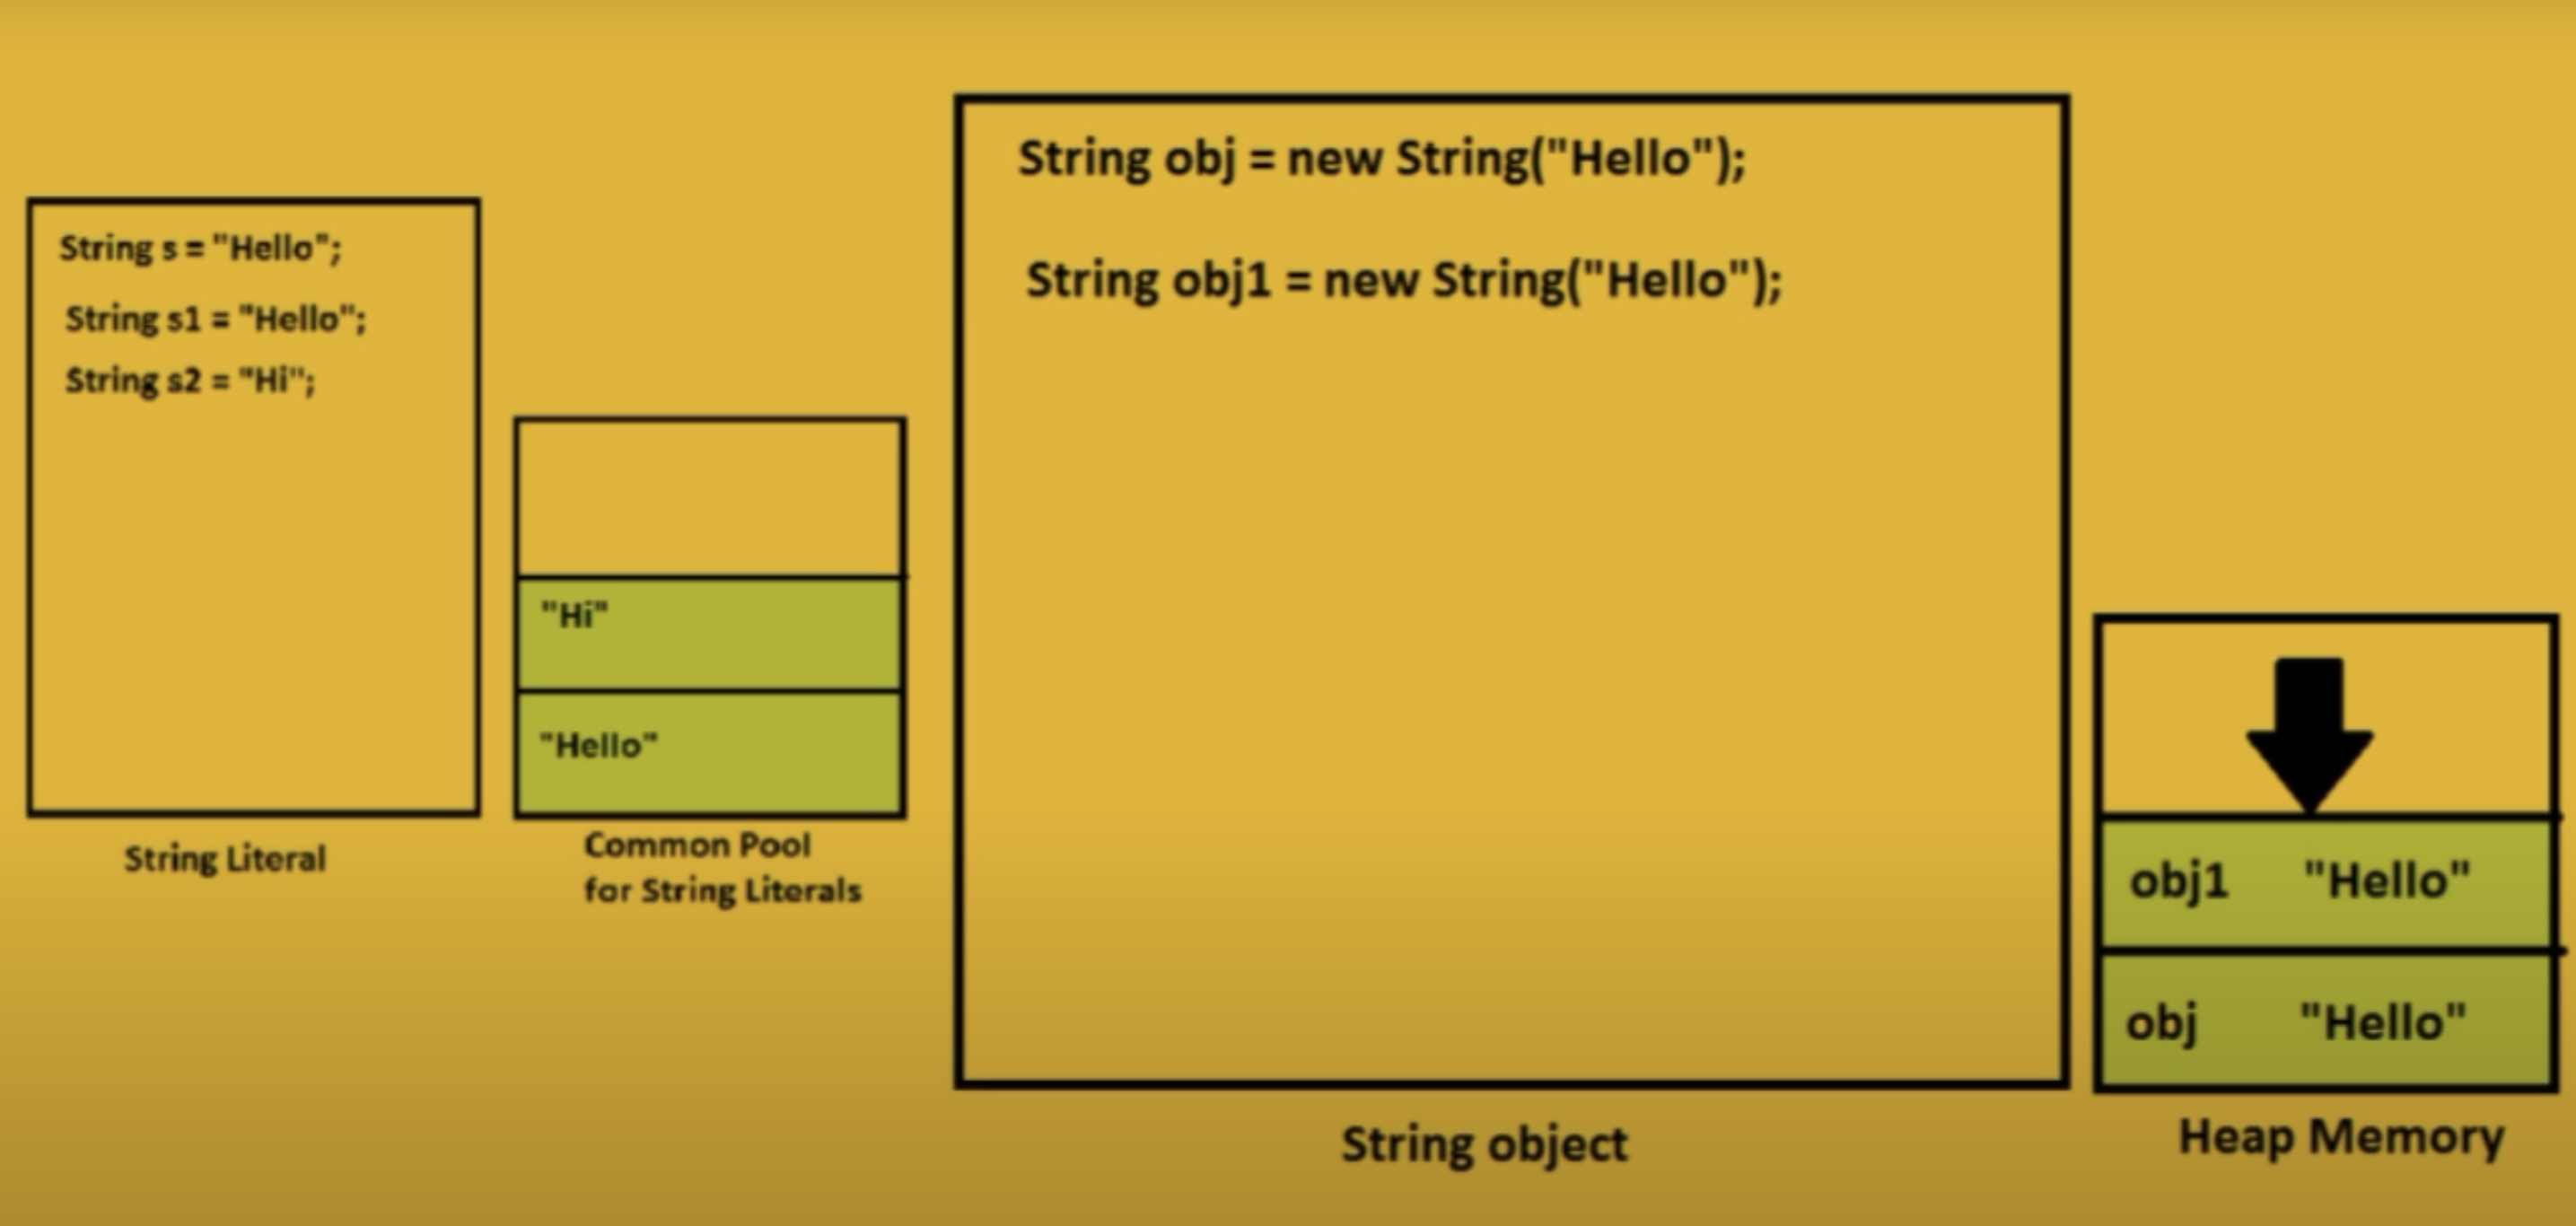 String s = "Hello";
String s1 = "Hello";
String s2 = "Hi";
String Literal
"Hi"
"Hello"
Common Pool
for String Literals
String obj = new String("Hello");
String obj1 = new String("Hello");
String object
obj1 "Hello"
obj "Hello"
Heap Memory